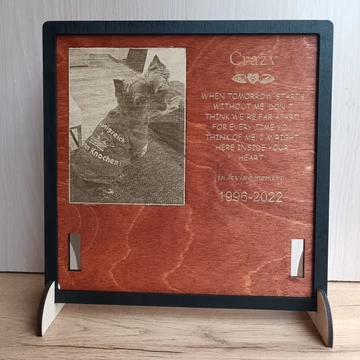 Crazy
WHEN TOMORROW STARTS
WITHOUT ME DON'T
THINK WE'RE FAR APART.
FOR EVERY TIME YOU
THINK OF ME I M RIGHT
HERE INSIDE YOUR
HEART
in loving memory
1996-2022
Knochen!